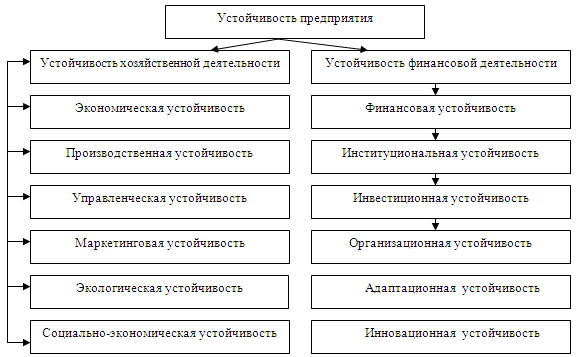 Устойчивость предприятия
Устойчивость хозяйственной деятельности
Устойчивость финансовой деятельности
Экономическая устойчивость
Финансовая устойчивость
Производственная устойчивость
Институциональная устойчивость
Управленческая устойчивость
Инвестиционная устойчивость
Маркетинговая устойчивость
Организационная устойчивость
Экологическая устойчивость
Адаптационная устойчивость
Социально-экономическая устойчивость
Инновационная устойчивость